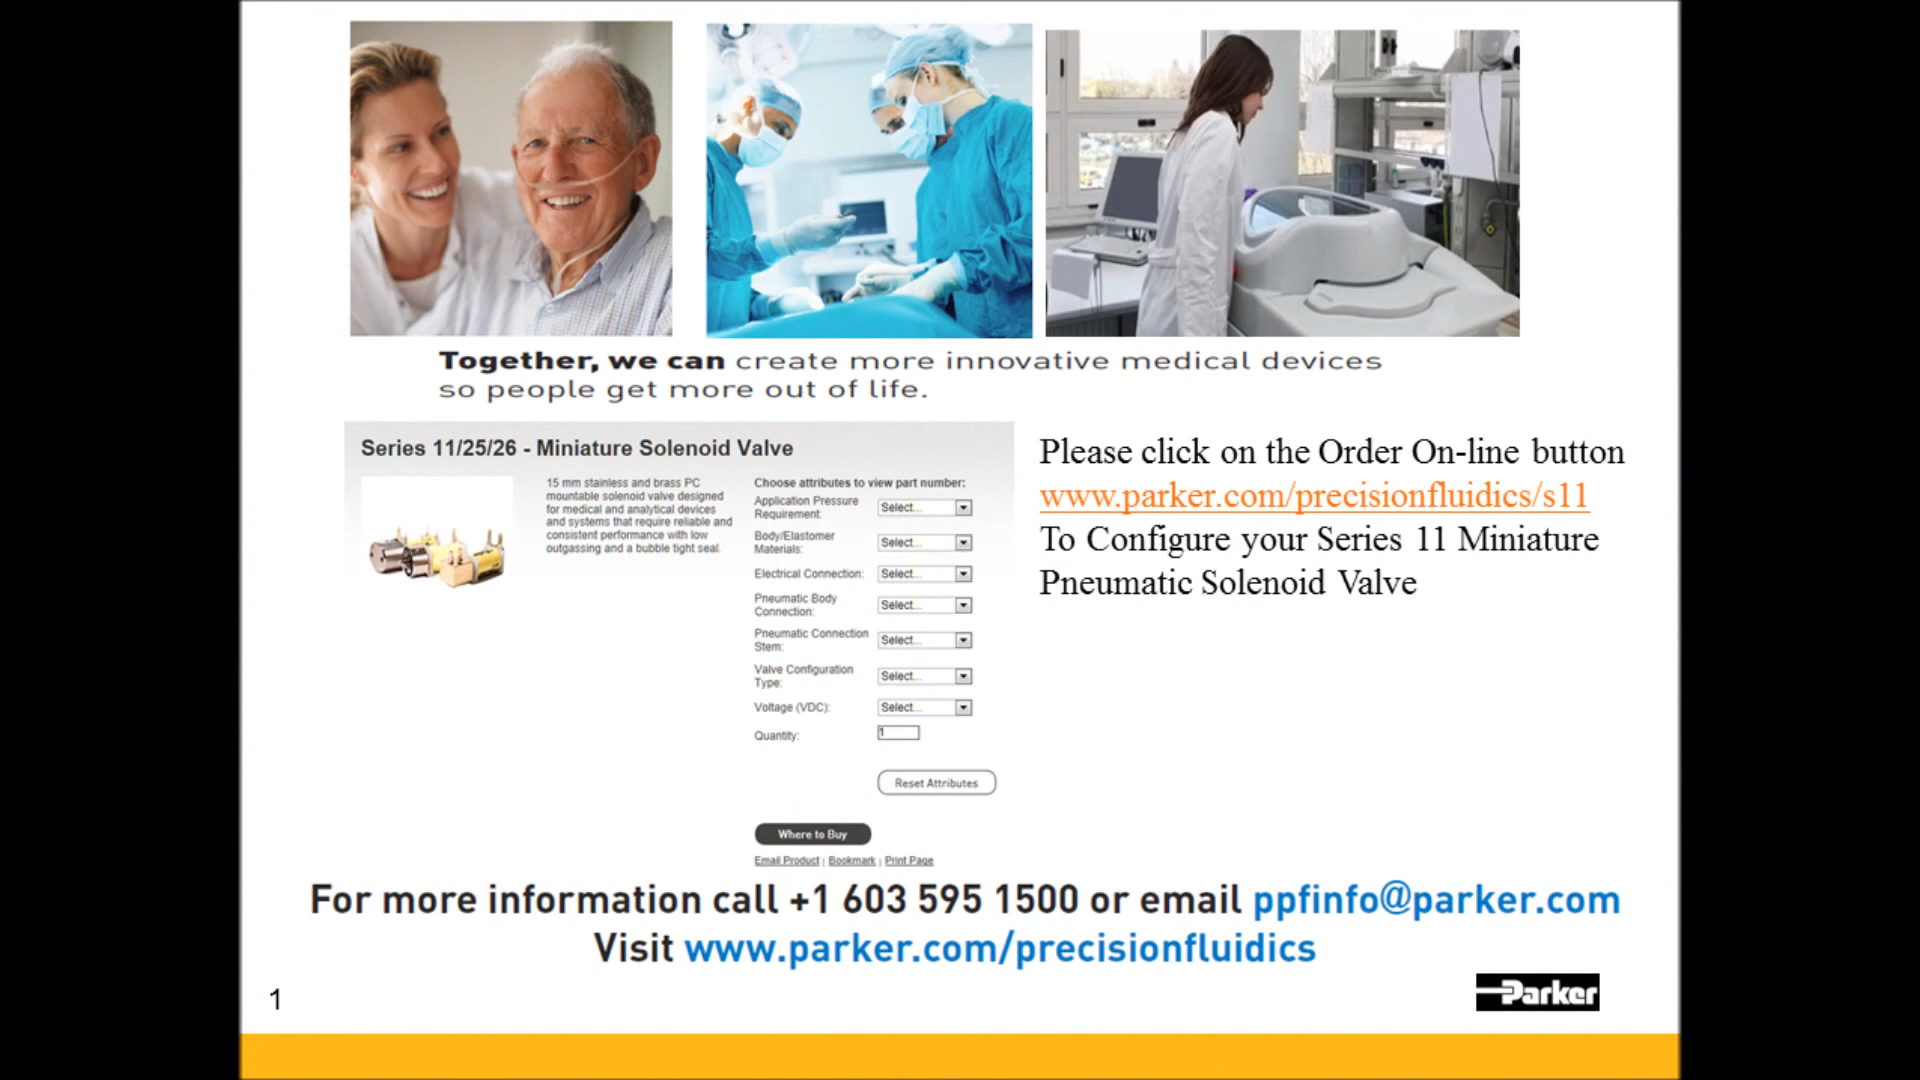 Together, we can create more innovative medical devices
so people get more out of life.
Series 11/25/26 - Miniature Solenoid Valve
15 mm stainless and brass PC
mountable solenoid valve designed
for medical and analytical devices
and systems that require reliable and
consistent performance with low
outgassing and a bubble tight seal.
Choose attributes to view part number:
Application Pressure
Requirement:
Select...
Body/Elastomer
Materials:
Select...
Electrical Connection:
Select...
Pneumatic Body
Connection:
Select...
Pneumatic Connection
Stem:
Select...
Valve Configuration
Type:
Select...
Voltage (VDC):
Select...
Quantity:
1
Reset Attributes
Where to Buy
Email Product | Bookmark | Print Page
Please click on the Order On-line button
www.parker.com/precisionfluidics/s11
To Configure your Series 11 Miniature
Pneumatic Solenoid Valve
For more information call +1 603 595 1500 or email ppfinfo@parker.com
Visit www.parker.com/precisionfluidics
1
Parker